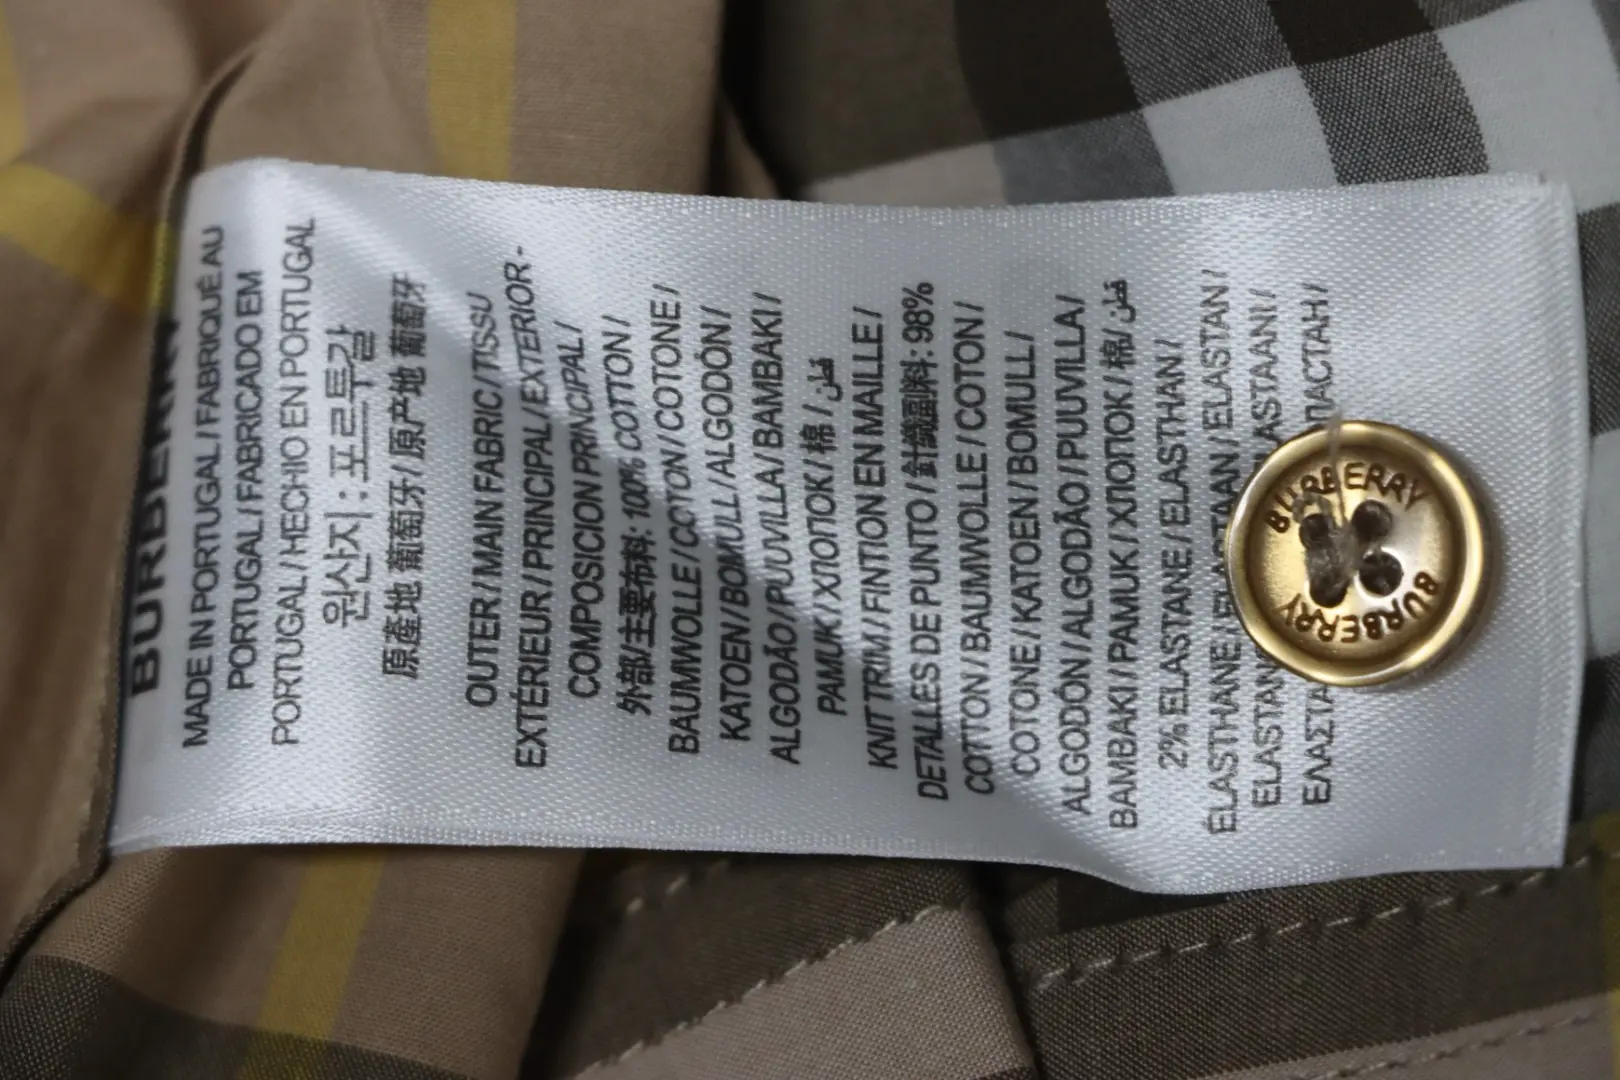 BURBERRY
MADE IN PORTUGAL / FABRIQUÉ AU
PORTUGAL / FABRICADO EM
PORTUGAL / HECHO EN PORTUGAL
원산지 : 포르투갈
原產地 葡萄牙 / 原产地 葡萄牙
OUTER / MAIN FABRIC / TISSU
EXTÉRIEUR / PRINCIPAL / EXTERIOR-
COMPOSICION PRINCIPAL /
外部/主要布料: 100% COTTON /
BAUMWOLLE / COTON / COTONE /
KATOEN / BOMULL / ALGODÓN /
ALGODÃO / PUUVILLA / BAMBAKI /
PAMUK / ХЛОПОК / 棉 / قطن
KNIT TRIM / FINTION EN MAILLE /
DETALLES DE PUNTO / 針織副料: 98%
COTTON / BAUMWOLLE / COTON /
COTONE / KATOEN / BOMULL /
ALGODÓN / ALGODÃO / PUUVILLA /
BAMBAKI / PAMUK / ХЛОПОК / 棉 / قطن
2% ELASTANE / ELASTHAN /
ÉLASTHANNE / ELASTAAN / ELASTAN /
ELASTAN ELASTAANI /
ΕΛΑΣΤΑ ЭЛАСТАН /
BURBERRY
BURBERRY